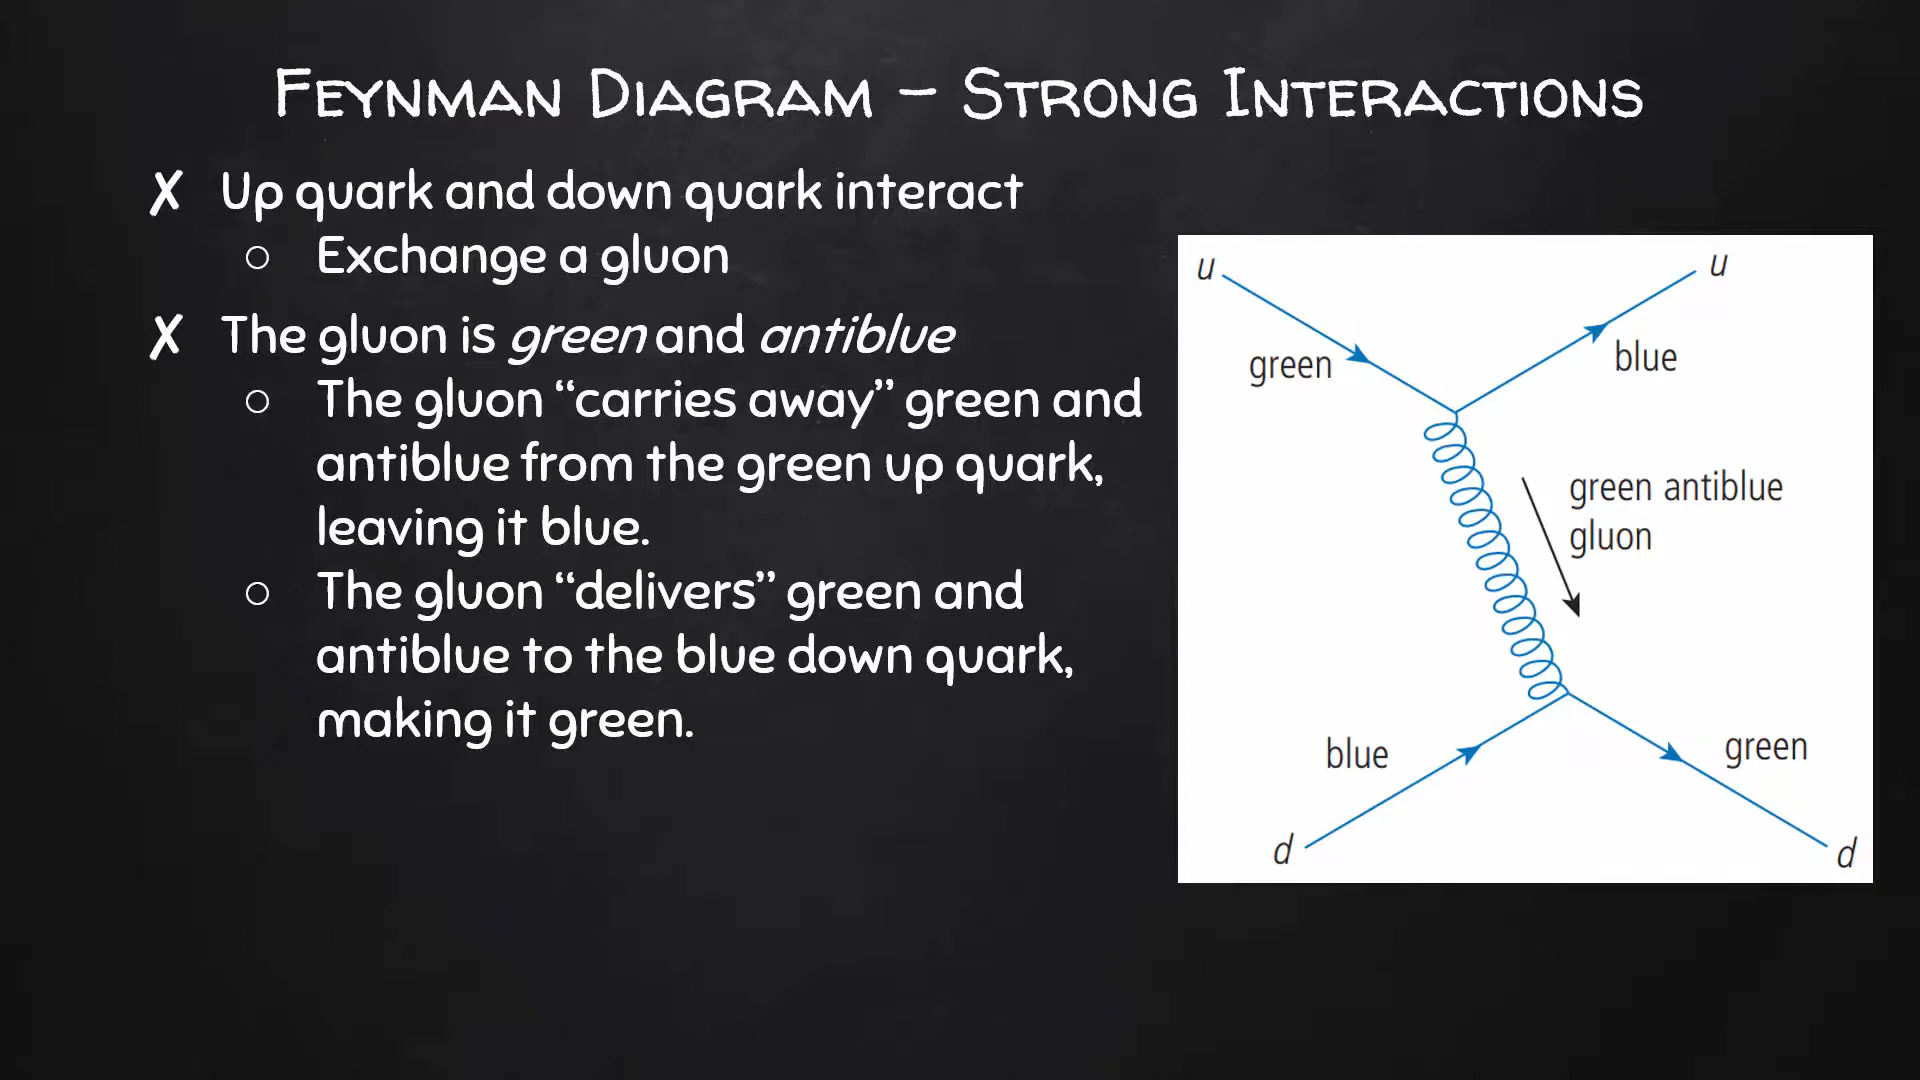 Feynman Diagram – Strong Interactions
✗ Up quark and down quark interact
○ Exchange a gluon
✗ The gluon is green and antiblue
○ The gluon “carries away” green and
antiblue from the green up quark,
leaving it blue.
○ The gluon “delivers” green and
antiblue to the blue down quark,
making it green.
u
u
green
blue
green antiblue
gluon
blue
green
d
d